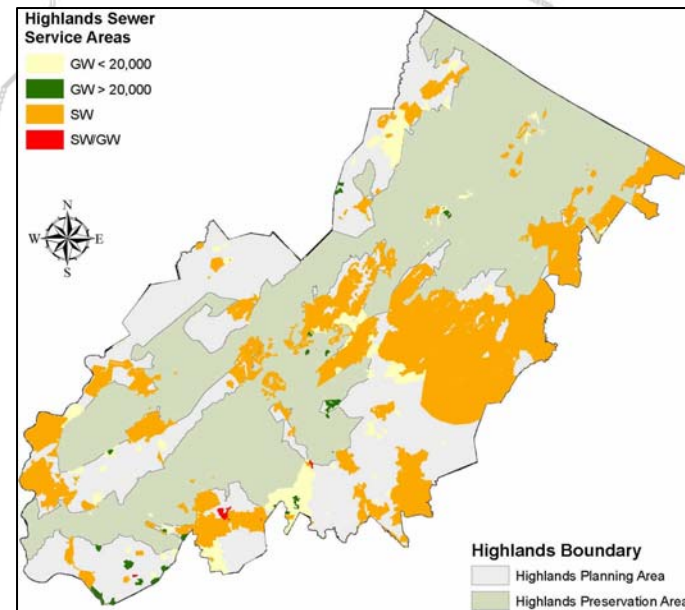 Highlands Sewer
Service Areas
GW < 20,000
GW > 20,000
SW
SW/GW
N
W
E
S
Highlands Boundary
Highlands Planning Area
Highlands Preservation Area